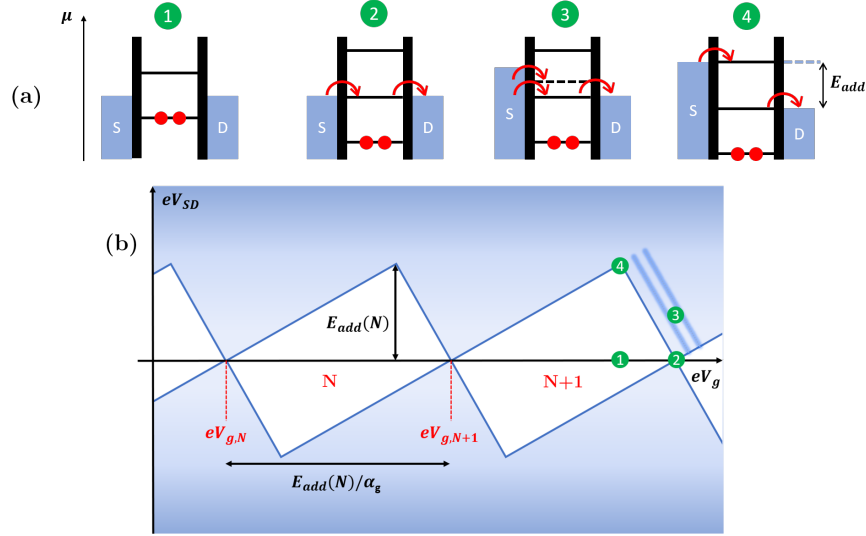 1 2 3 4
μ
(a)
S D S D S D S D
E_add
(b)
eV_SD
4
3
E_add(N)
1 2
N N+1 eV_g
eV_g,N eV_g,N+1
E_add(N)/α_g